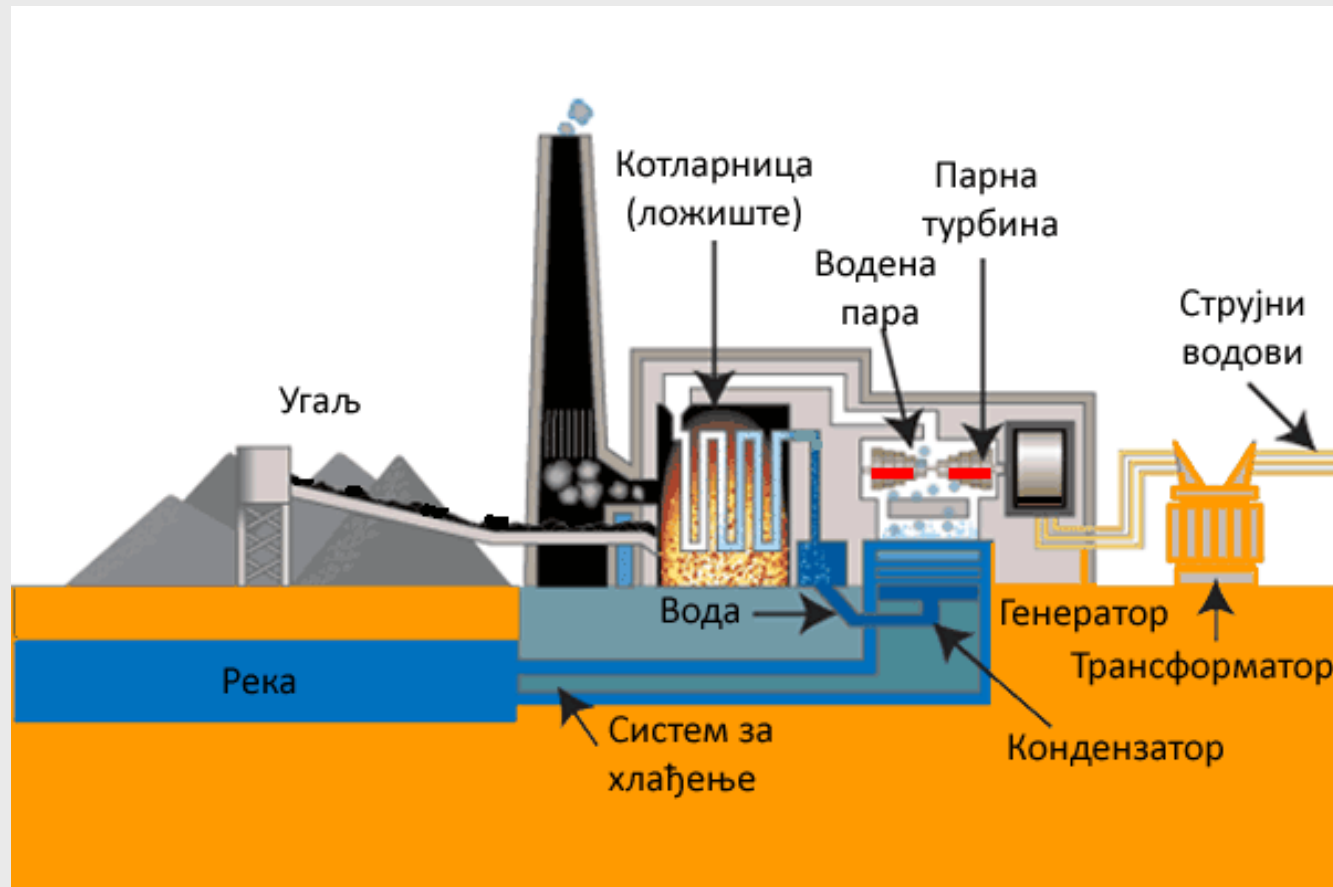 Котларница
(ложиште)
Парна
турбина
Водена
пара
Струјни
водови
Угаљ
Вода
Генератор
Трансформатор
Река
Систем за
хлађење
Кондензатор